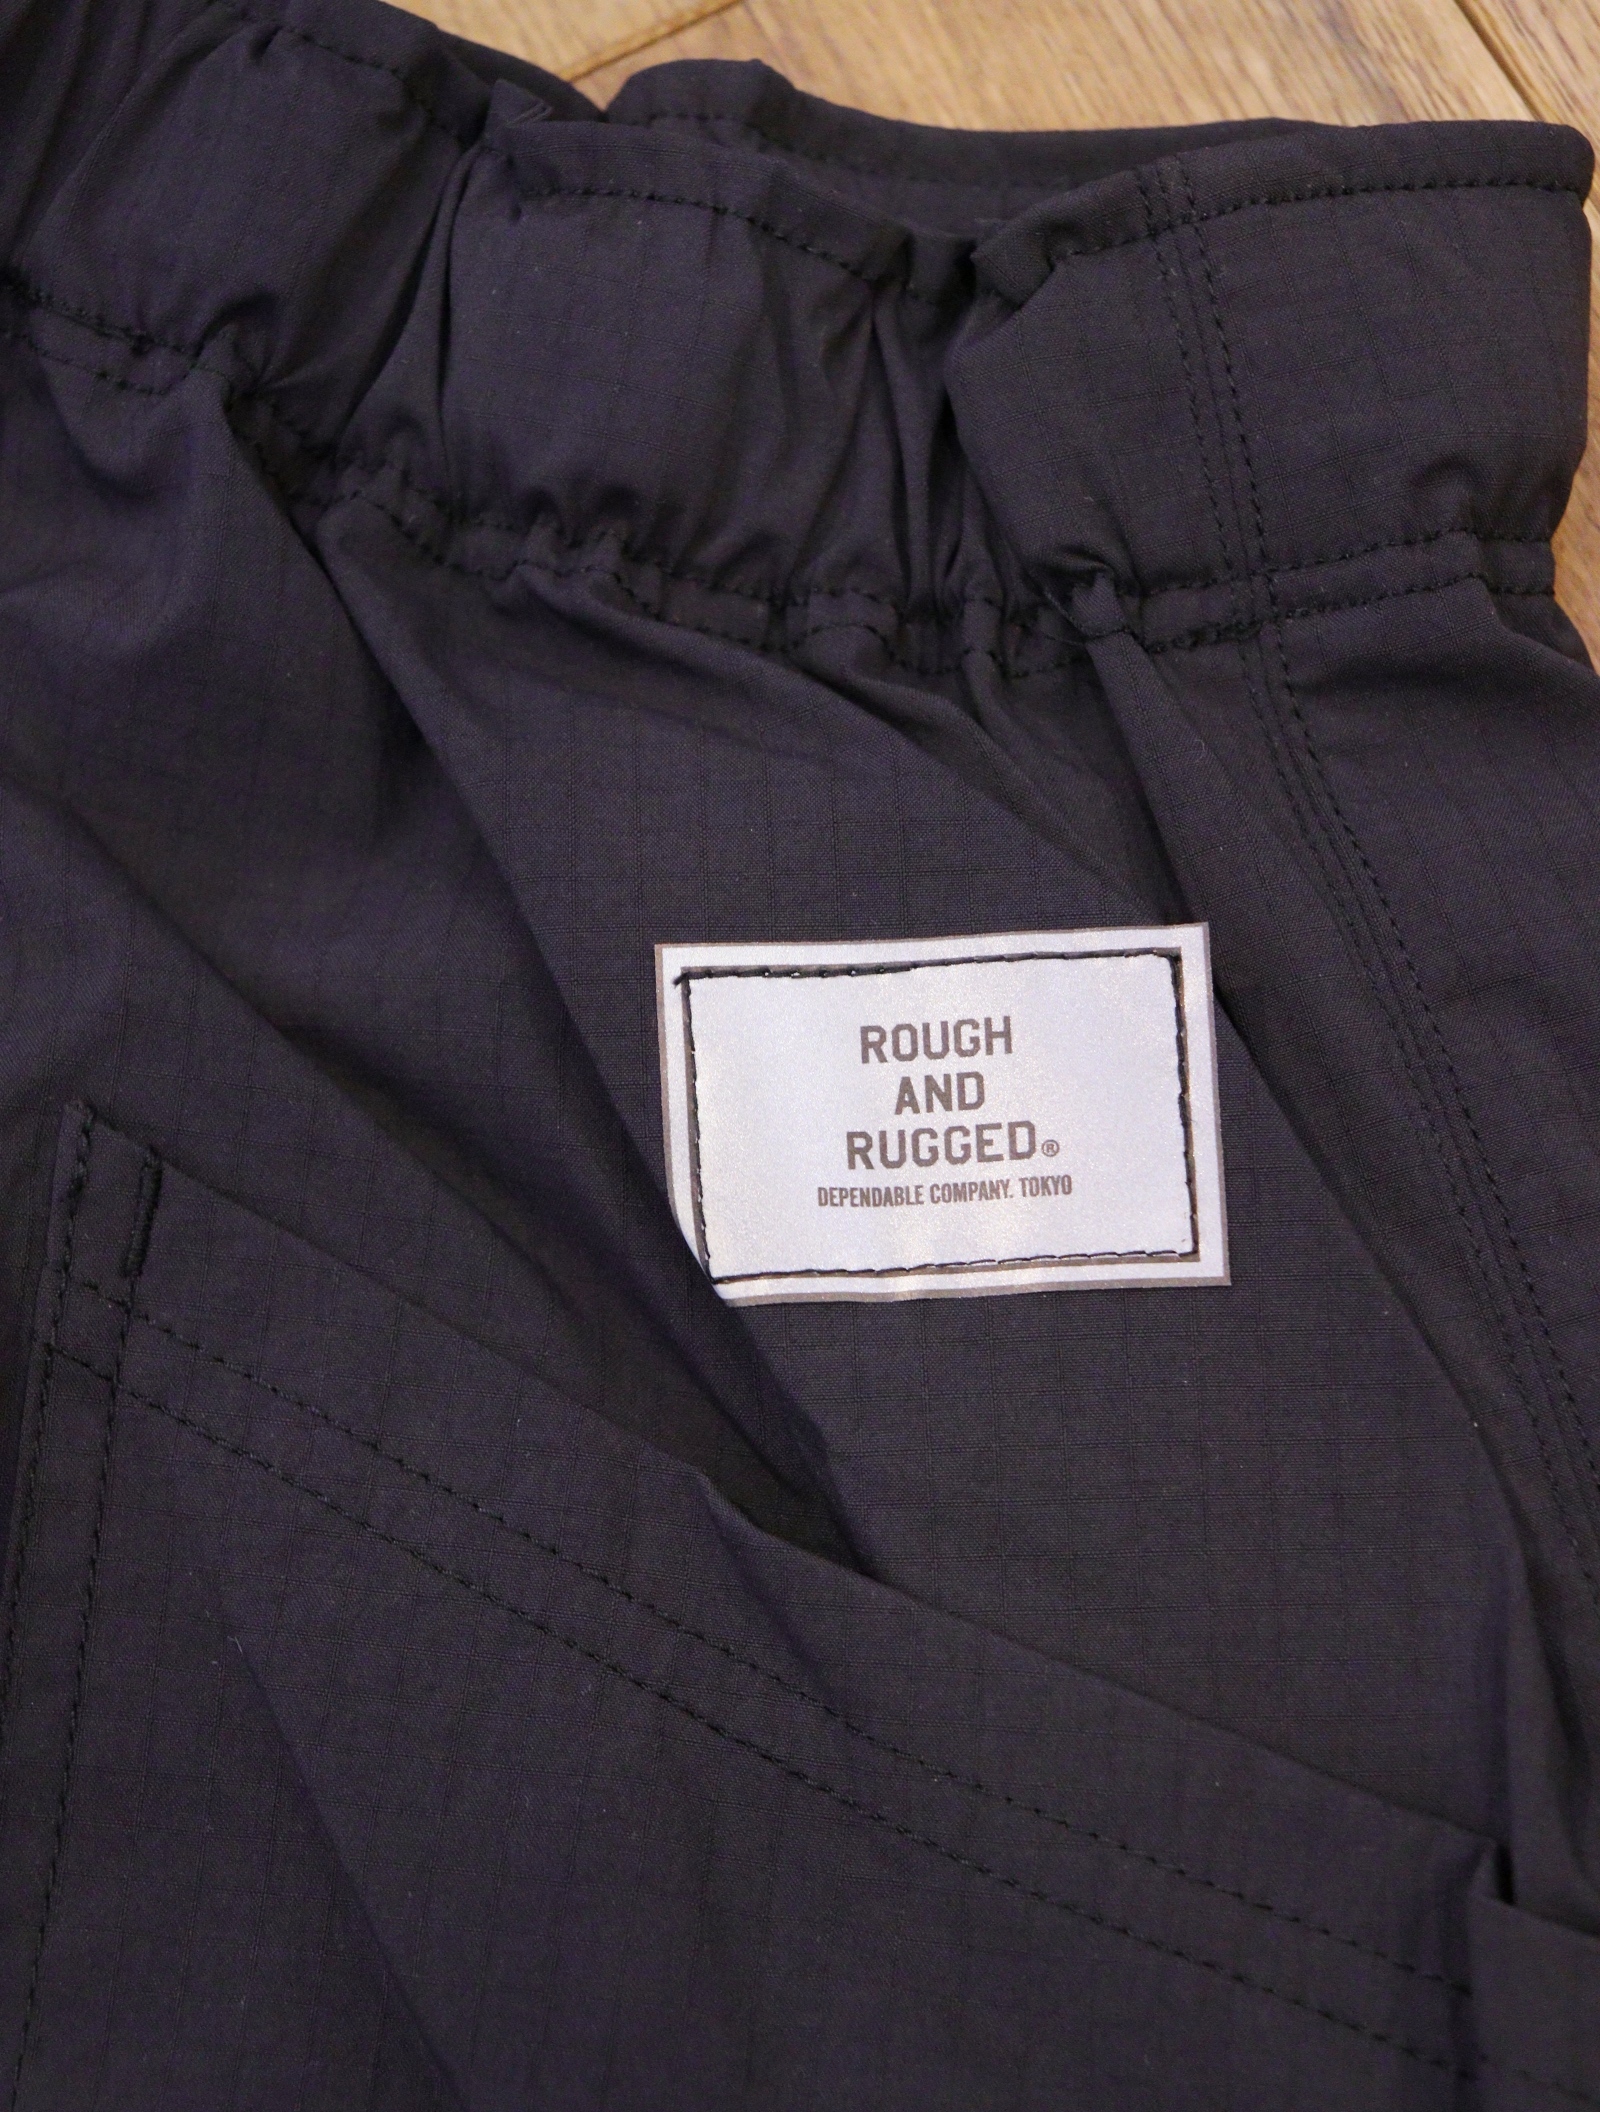 ROUGH
AND
RUGGED®
DEPENDABLE COMPANY. TOKYO